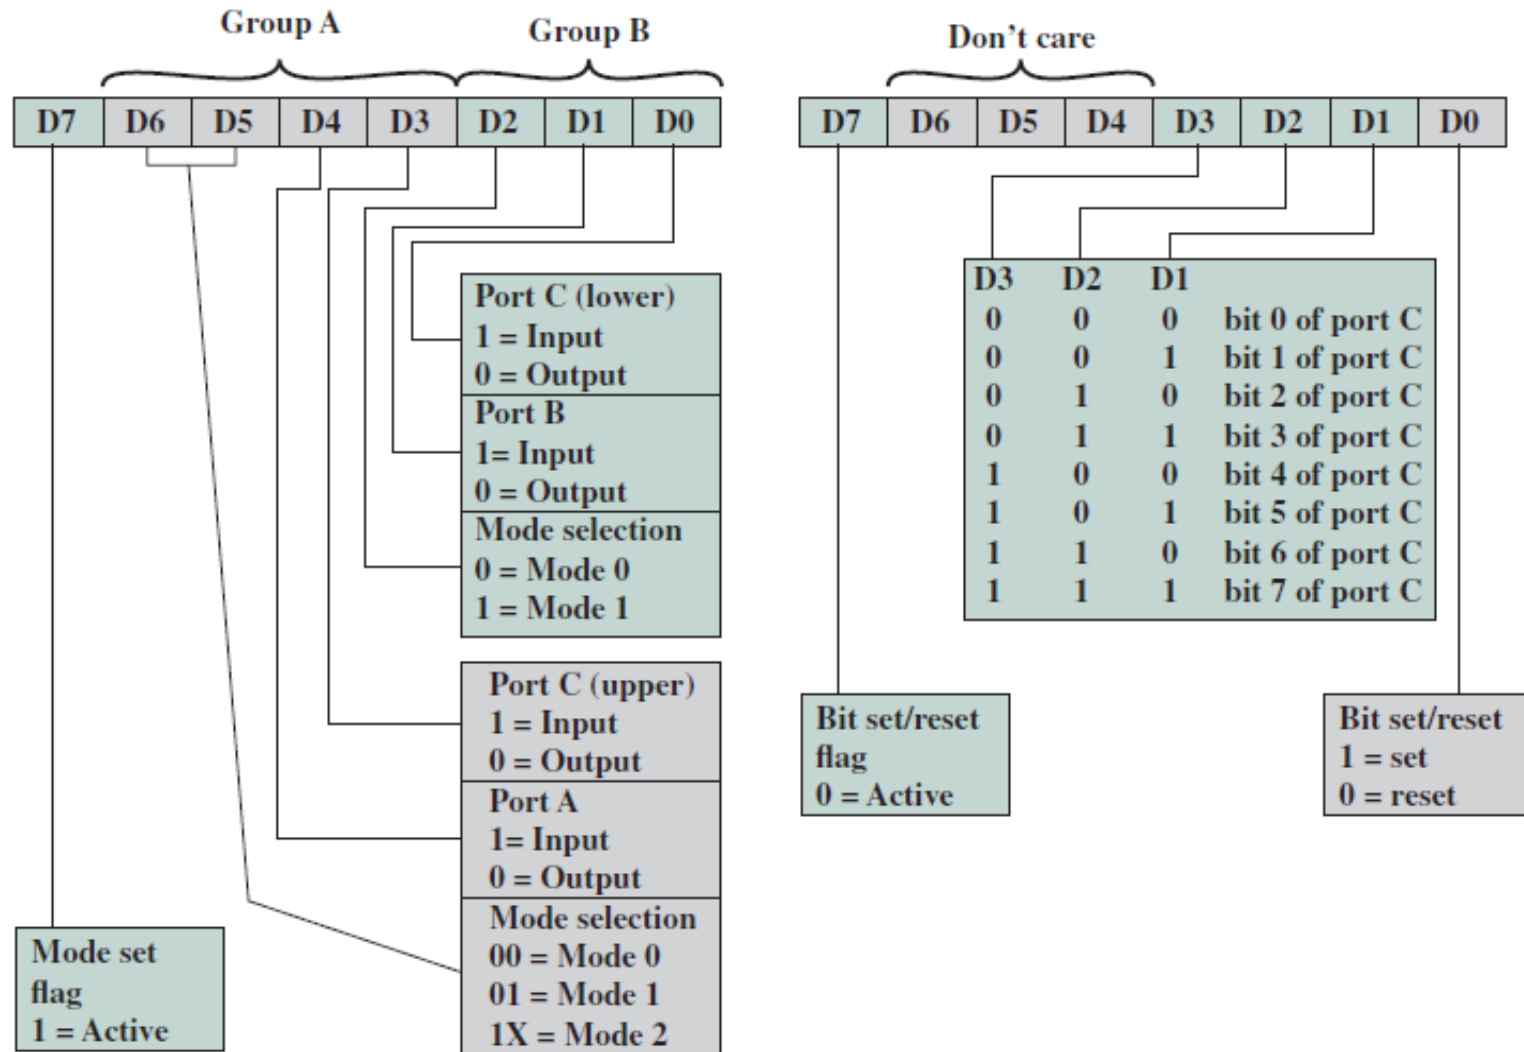 Group A
Group B
D7 D6 D5 D4 D3 D2 D1 D0
Port C (lower)
1 = Input
0 = Output
Port B
1= Input
0 = Output
Mode selection
0 = Mode 0
1 = Mode 1
Port C (upper)
1 = Input
0 = Output
Port A
1= Input
0 = Output
Mode selection
00 = Mode 0
01 = Mode 1
1X = Mode 2
Mode set
flag
1 = Active
Don't care
D7 D6 D5 D4 D3 D2 D1 D0
D3 D2 D1
0 0 0 bit 0 of port C
0 0 1 bit 1 of port C
0 1 0 bit 2 of port C
0 1 1 bit 3 of port C
1 0 0 bit 4 of port C
1 0 1 bit 5 of port C
1 1 0 bit 6 of port C
1 1 1 bit 7 of port C
Bit set/reset
flag
0 = Active
Bit set/reset
1 = set
0 = reset